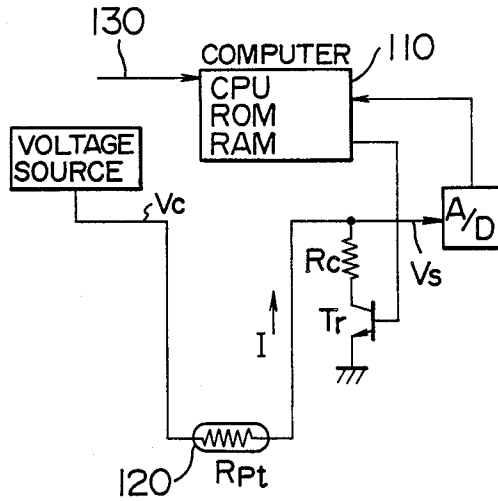 130
COMPUTER
110
CPU
ROM
RAM
VOLTAGE
SOURCE
Vc
A/D
Rc
Vs
Tr
I
120
RPt